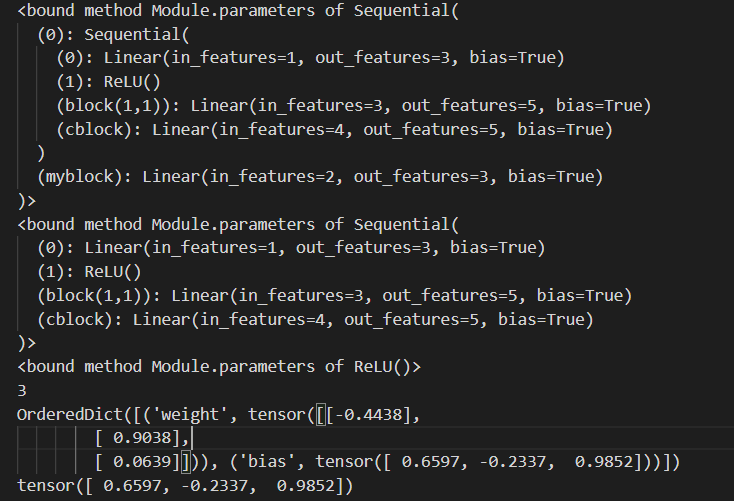 <bound method Module.parameters of Sequential(
(0): Sequential(
(0): Linear(in_features=1, out_features=3, bias=True)
(1): ReLU()
(block(1,1)): Linear(in_features=3, out_features=5, bias=True)
(cblock): Linear(in_features=4, out_features=5, bias=True)
)
(myblock): Linear(in_features=2, out_features=3, bias=True)
)>
<bound method Module.parameters of Sequential(
(0): Linear(in_features=1, out_features=3, bias=True)
(1): ReLU()
(block(1,1)): Linear(in_features=3, out_features=5, bias=True)
(cblock): Linear(in_features=4, out_features=5, bias=True)
)>
<bound method Module.parameters of ReLU()>
3
OrderedDict([('weight', tensor([[-0.4438],
[ 0.9038],
[ 0.0639]])), ('bias', tensor([ 0.6597, -0.2337,  0.9852]))])
tensor([ 0.6597, -0.2337,  0.9852])